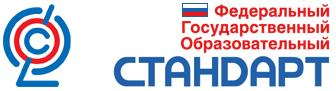 Федеральный
Государственный
Образовательный
СТАНДАРТ